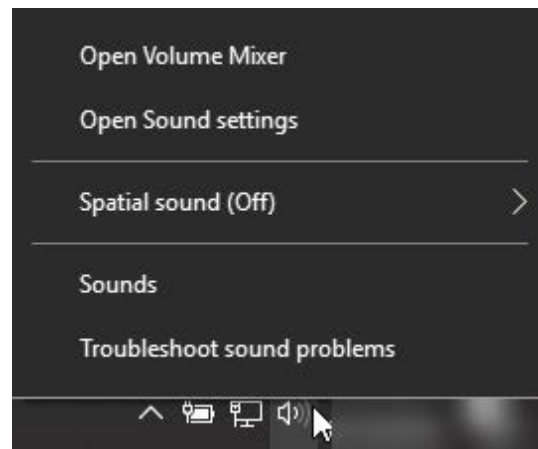 Open Volume Mixer
Open Sound settings
Spatial sound (Off)
Sounds
Troubleshoot sound problems